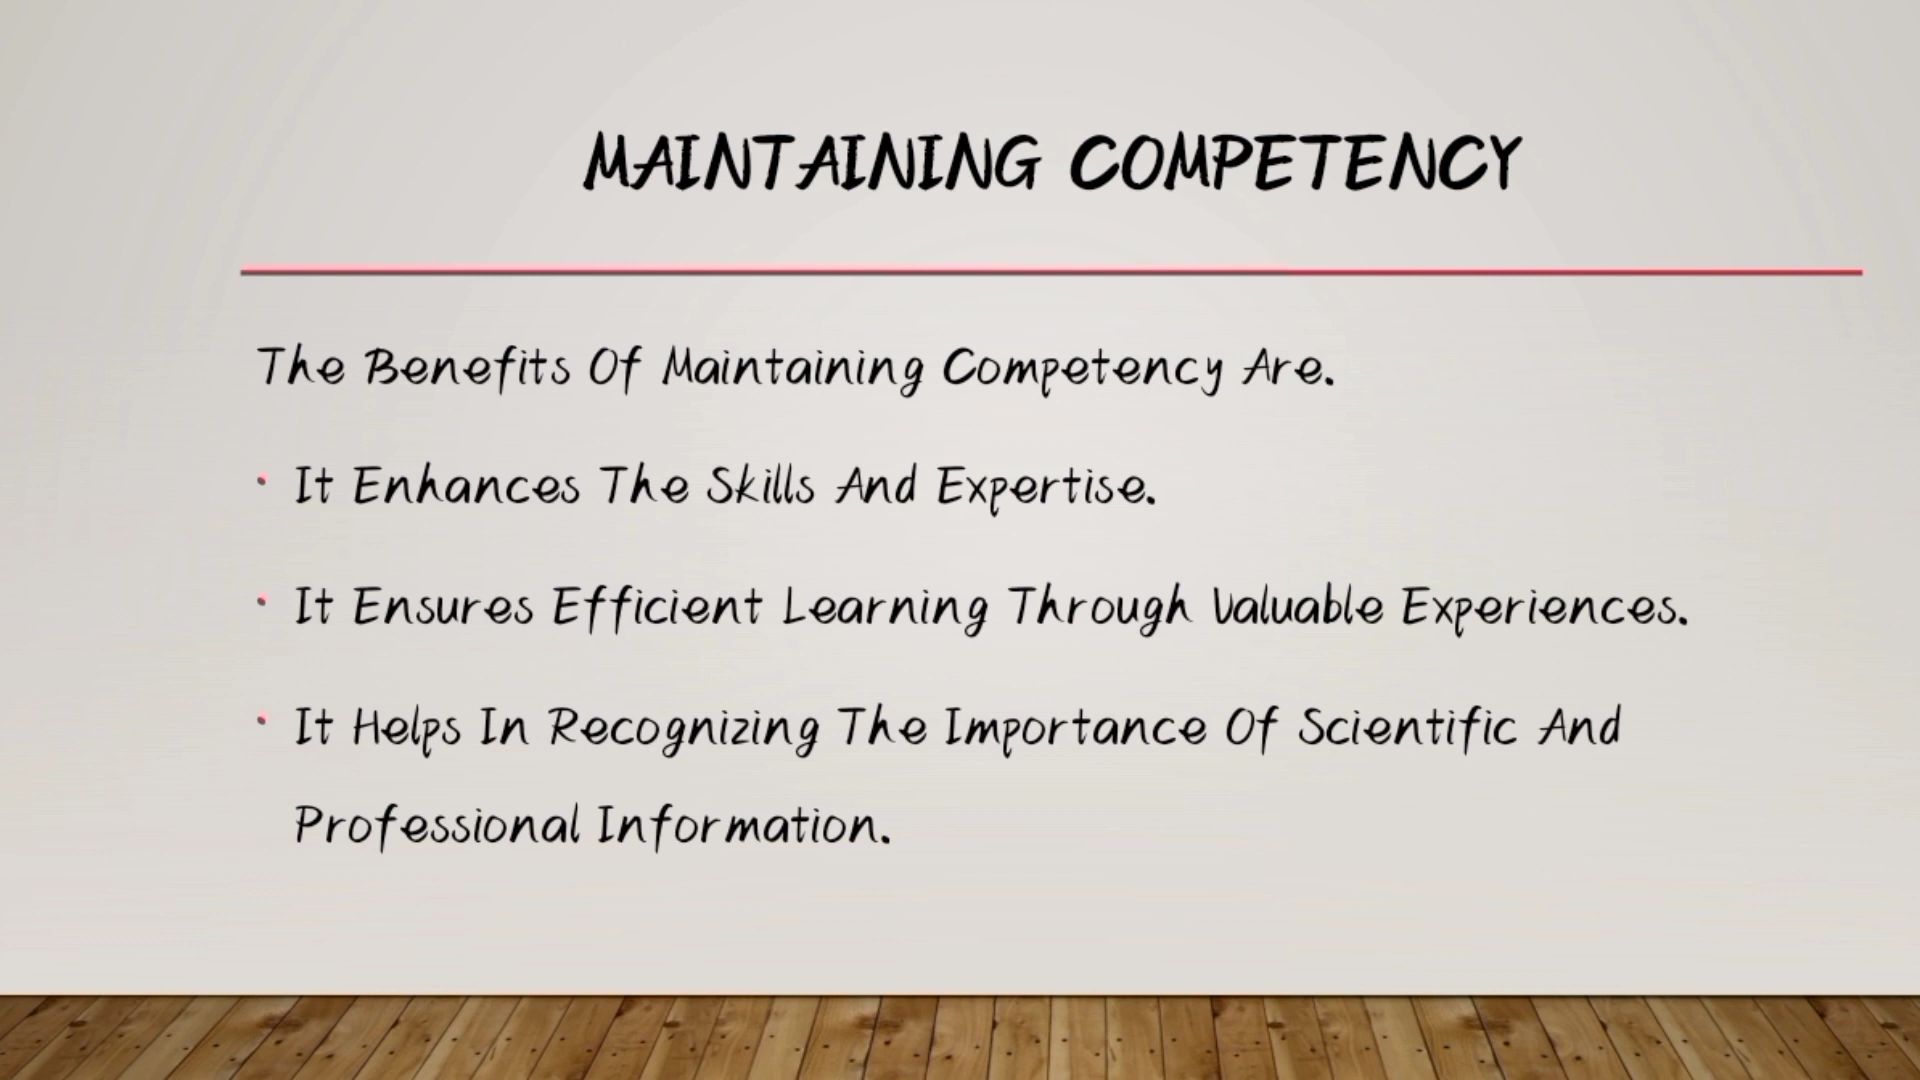 MAINTAINING COMPETENCY
The Benefits Of Maintaining Competency Are.
• It Enhances The Skills And Expertise.
• It Ensures Efficient Learning Through Valuable Experiences.
• It Helps In Recognizing The Importance Of Scientific And
Professional Information.